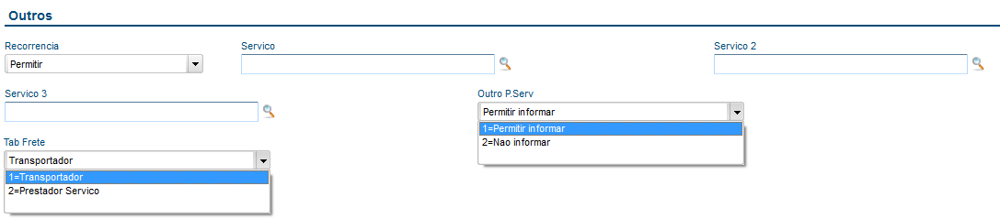 Outros
Recorrencia
Servico
Servico 2
Permitir
Servico 3
Outro P.Serv
Permitir informar
1=Permitir informar
2=Nao informar
Tab Frete
Transportador
1=Transportador
2=Prestador Servico